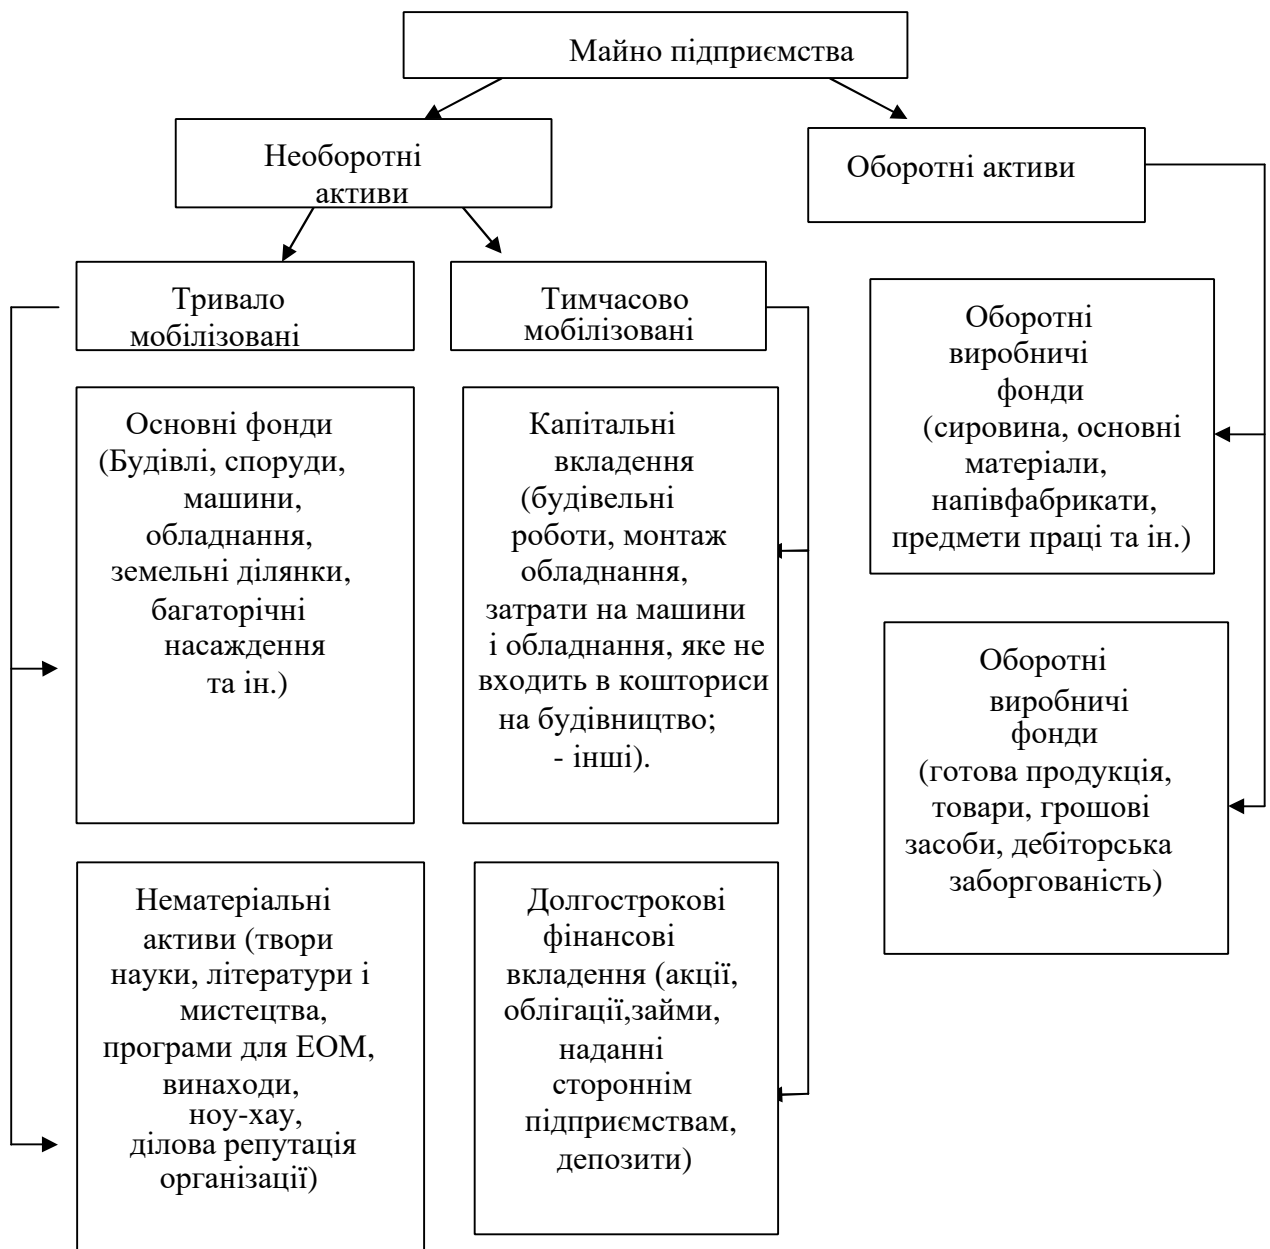 Майно підприємства
Необоротні
активи
Оборотні активи
Тривало
мобілізовані
Тимчасово
мобілізовані
Оборотні
виробничі
фонди
(сировина, основні
матеріали,
напівфабрикати,
предмети праці та ін.)
Основні фонди
(Будівлі, споруди,
машини,
обладнання,
земельні ділянки,
багаторічні
насаждення
та ін.)
Капітальні
вкладення
(будівельні
роботи, монтаж
обладнання,
затрати на машини
і обладнання, яке не
входить в кошториси
на будівництво;
- інші).
Оборотні
виробничі
фонди
(готова продукція,
товари, грошові
засоби, дебіторська
заборгованість)
Нематеріальні
активи (твори
науки, літератури і
мистецтва,
програми для ЕОМ,
винаходи,
ноу-хау,
ділова репутація
організації)
Долгострокові
фінансові
вкладення (акції,
облігації,займи,
наданні
стороннім
підприємствам,
депозити)